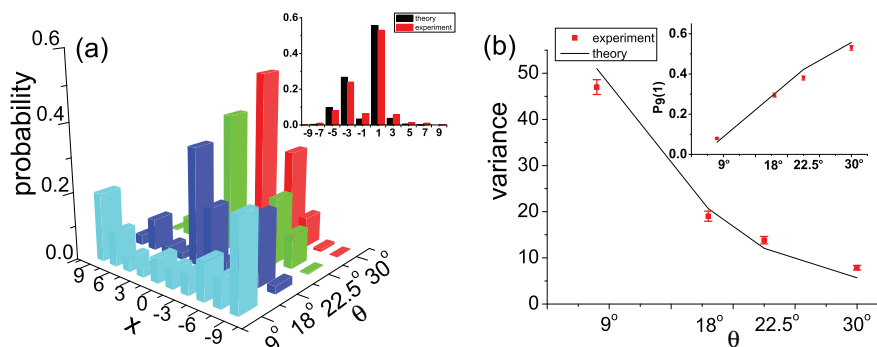 (a)
probability
0.6
0.4
0.2
0.0
9
6
3
0
-3
-6
-9
x
9°
18°
22.5°
30°
θ
0.6
0.4
0.2
0.0
-9 -7 -5 -3 -1 1 3 5 7 9
theory
experiment
(b)
variance
50
40
30
20
10
0
9° 18° 22.5° 30°
θ
experiment
theory
P₉(1)
0.6
0.4
0.2
0.0
9° 18° 22.5° 30°